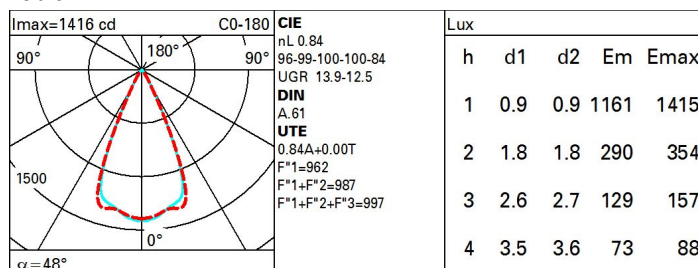 Imax=1416 cd C0-180
90° 180° 90°
1500
0°
α=48°
CIE
nL 0.84
96-99-100-100-84
UGR 13.9-12.5
DIN
A.61
UTE
0.84A+0.00T
F"1=962
F"1+F"2=987
F"1+F"2+F"3=997
Lux
h d1 d2 Em Emax
1 0.9 0.9 1161 1415
2 1.8 1.8 290 354
3 2.6 2.7 129 157
4 3.5 3.6 73 88